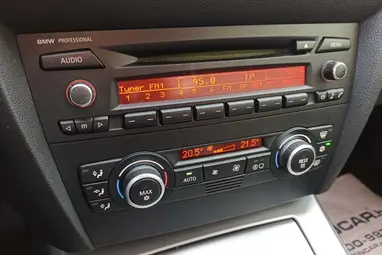 BMW PROFESSIONAL
AUDIO
MENU
Tuner FM1 95.0 TP
1 2 3 4 5 6
m
20.5° 21.5°
AUTO
MAX
REST